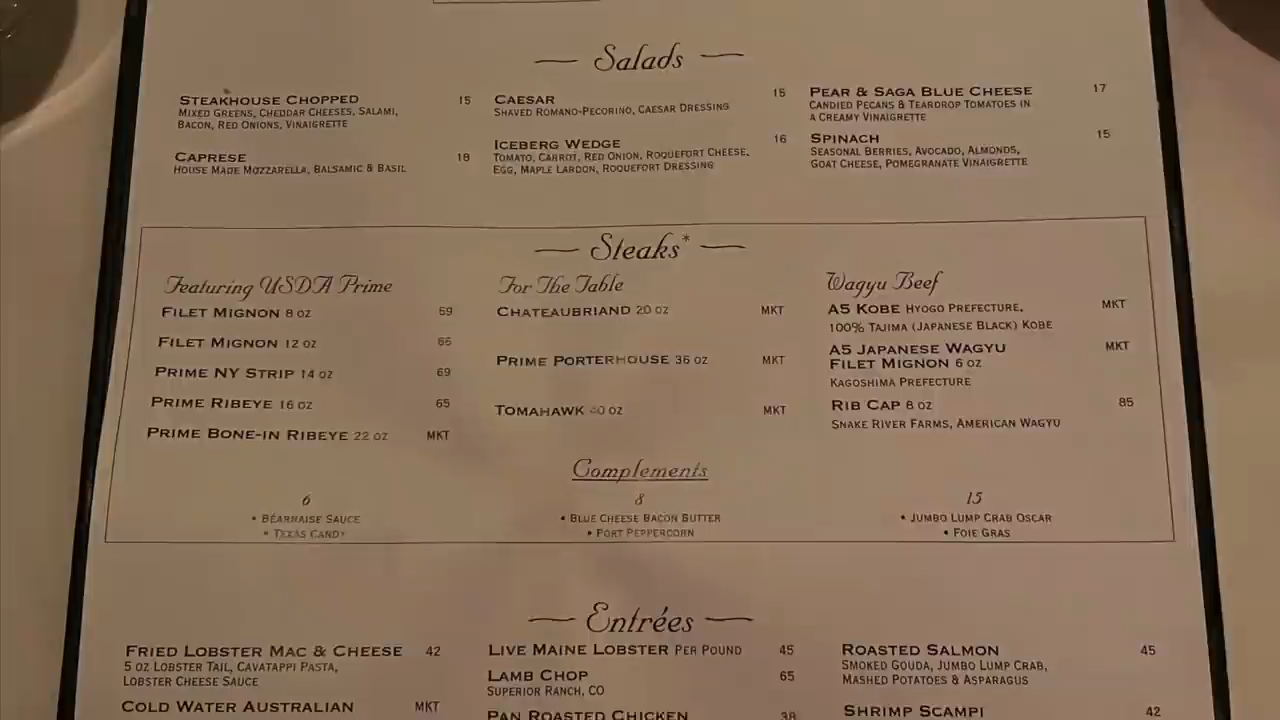 Salads
STEAKHOUSE CHOPPED 15
MIXED GREENS, CHEDDAR CHEESES, SALAMI,
BACON, RED ONIONS, VINAIGRETTE
CAPRESE 18
HOUSE MADE MOZZARELLA, BALSAMIC & BASIL
CAESAR 15
SHAVED ROMANO-PECORINO, CAESAR DRESSING
ICEBERG WEDGE 16
TOMATO, CARROT, RED ONION, ROQUEFORT CHEESE,
EGG, MAPLE LARDON, ROQUEFORT DRESSING
PEAR & SAGA BLUE CHEESE 17
CANDIED PECANS & TEARDROP TOMATOES IN
A CREAMY VINAIGRETTE
SPINACH 15
SEASONAL BERRIES, AVOCADO, ALMONDS,
GOAT CHEESE, POMEGRANATE VINAIGRETTE
Steaks*
Featuring USDA Prime
FILET MIGNON 8 OZ 59
FILET MIGNON 12 OZ 66
PRIME NY STRIP 14 OZ 69
PRIME RIBEYE 16 OZ 65
PRIME BONE-IN RIBEYE 22 OZ MKT
For The Table
CHATEAUBRIAND 20 OZ MKT
PRIME PORTERHOUSE 36 OZ MKT
TOMAHAWK 40 OZ MKT
Wagyu Beef
A5 KOBE HYOGO PREFECTURE, MKT
100% TAJIMA (JAPANESE BLACK) KOBE
A5 JAPANESE WAGYU MKT
FILET MIGNON 6 OZ
KAGOSHIMA PREFECTURE
RIB CAP 8 OZ 85
SNAKE RIVER FARMS, AMERICAN WAGYU
Complements
6
• BÉARNAISE SAUCE
• TEXAS CANDY
8
• BLUE CHEESE BACON BUTTER
• PORT PEPPERCORN
15
• JUMBO LUMP CRAB OSCAR
• FOIE GRAS
Entrées
FRIED LOBSTER MAC & CHEESE 42
5 OZ LOBSTER TAIL, CAVATAPPI PASTA,
LOBSTER CHEESE SAUCE
COLD WATER AUSTRALIAN MKT
LIVE MAINE LOBSTER PER POUND 45
LAMB CHOP 65
SUPERIOR RANCH, CO
PAN ROASTED CHICKEN 38
ROASTED SALMON 45
SMOKED GOUDA, JUMBO LUMP CRAB,
MASHED POTATOES & ASPARAGUS
SHRIMP SCAMPI 42